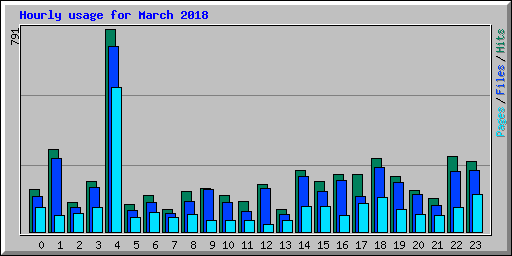 Hourly usage for March 2018
791
Pages / Files / Hits
0 1 2 3 4 5 6 7 8 9 10 11 12 13 14 15 16 17 18 19 20 21 22 23